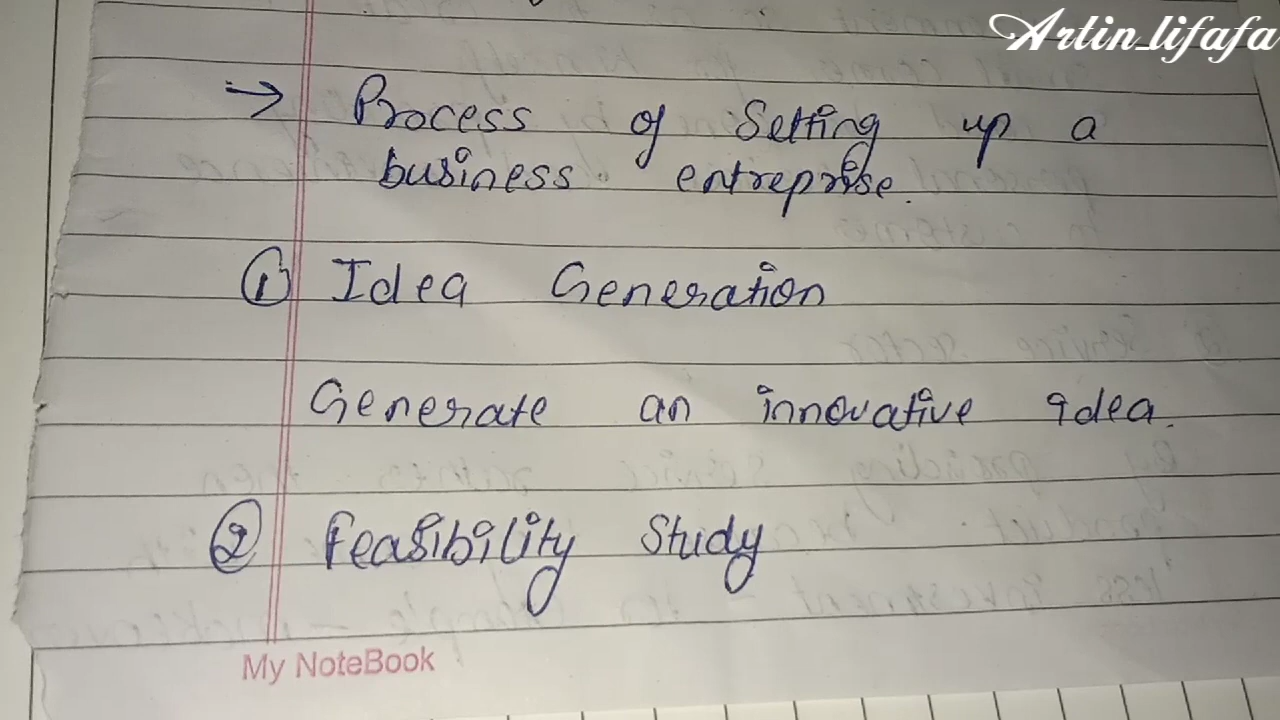 Artin_lifafa
→ Process of Setting up a
business entreprise.
① Idea Generation
Generate an innovative idea.
② Feasibility Study
My NoteBook